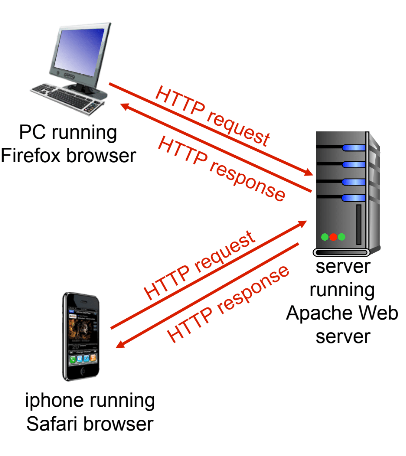 HTTP request
HTTP response
PC running
Firefox browser
HTTP request
HTTP response
server
running
Apache Web
server
iphone running
Safari browser